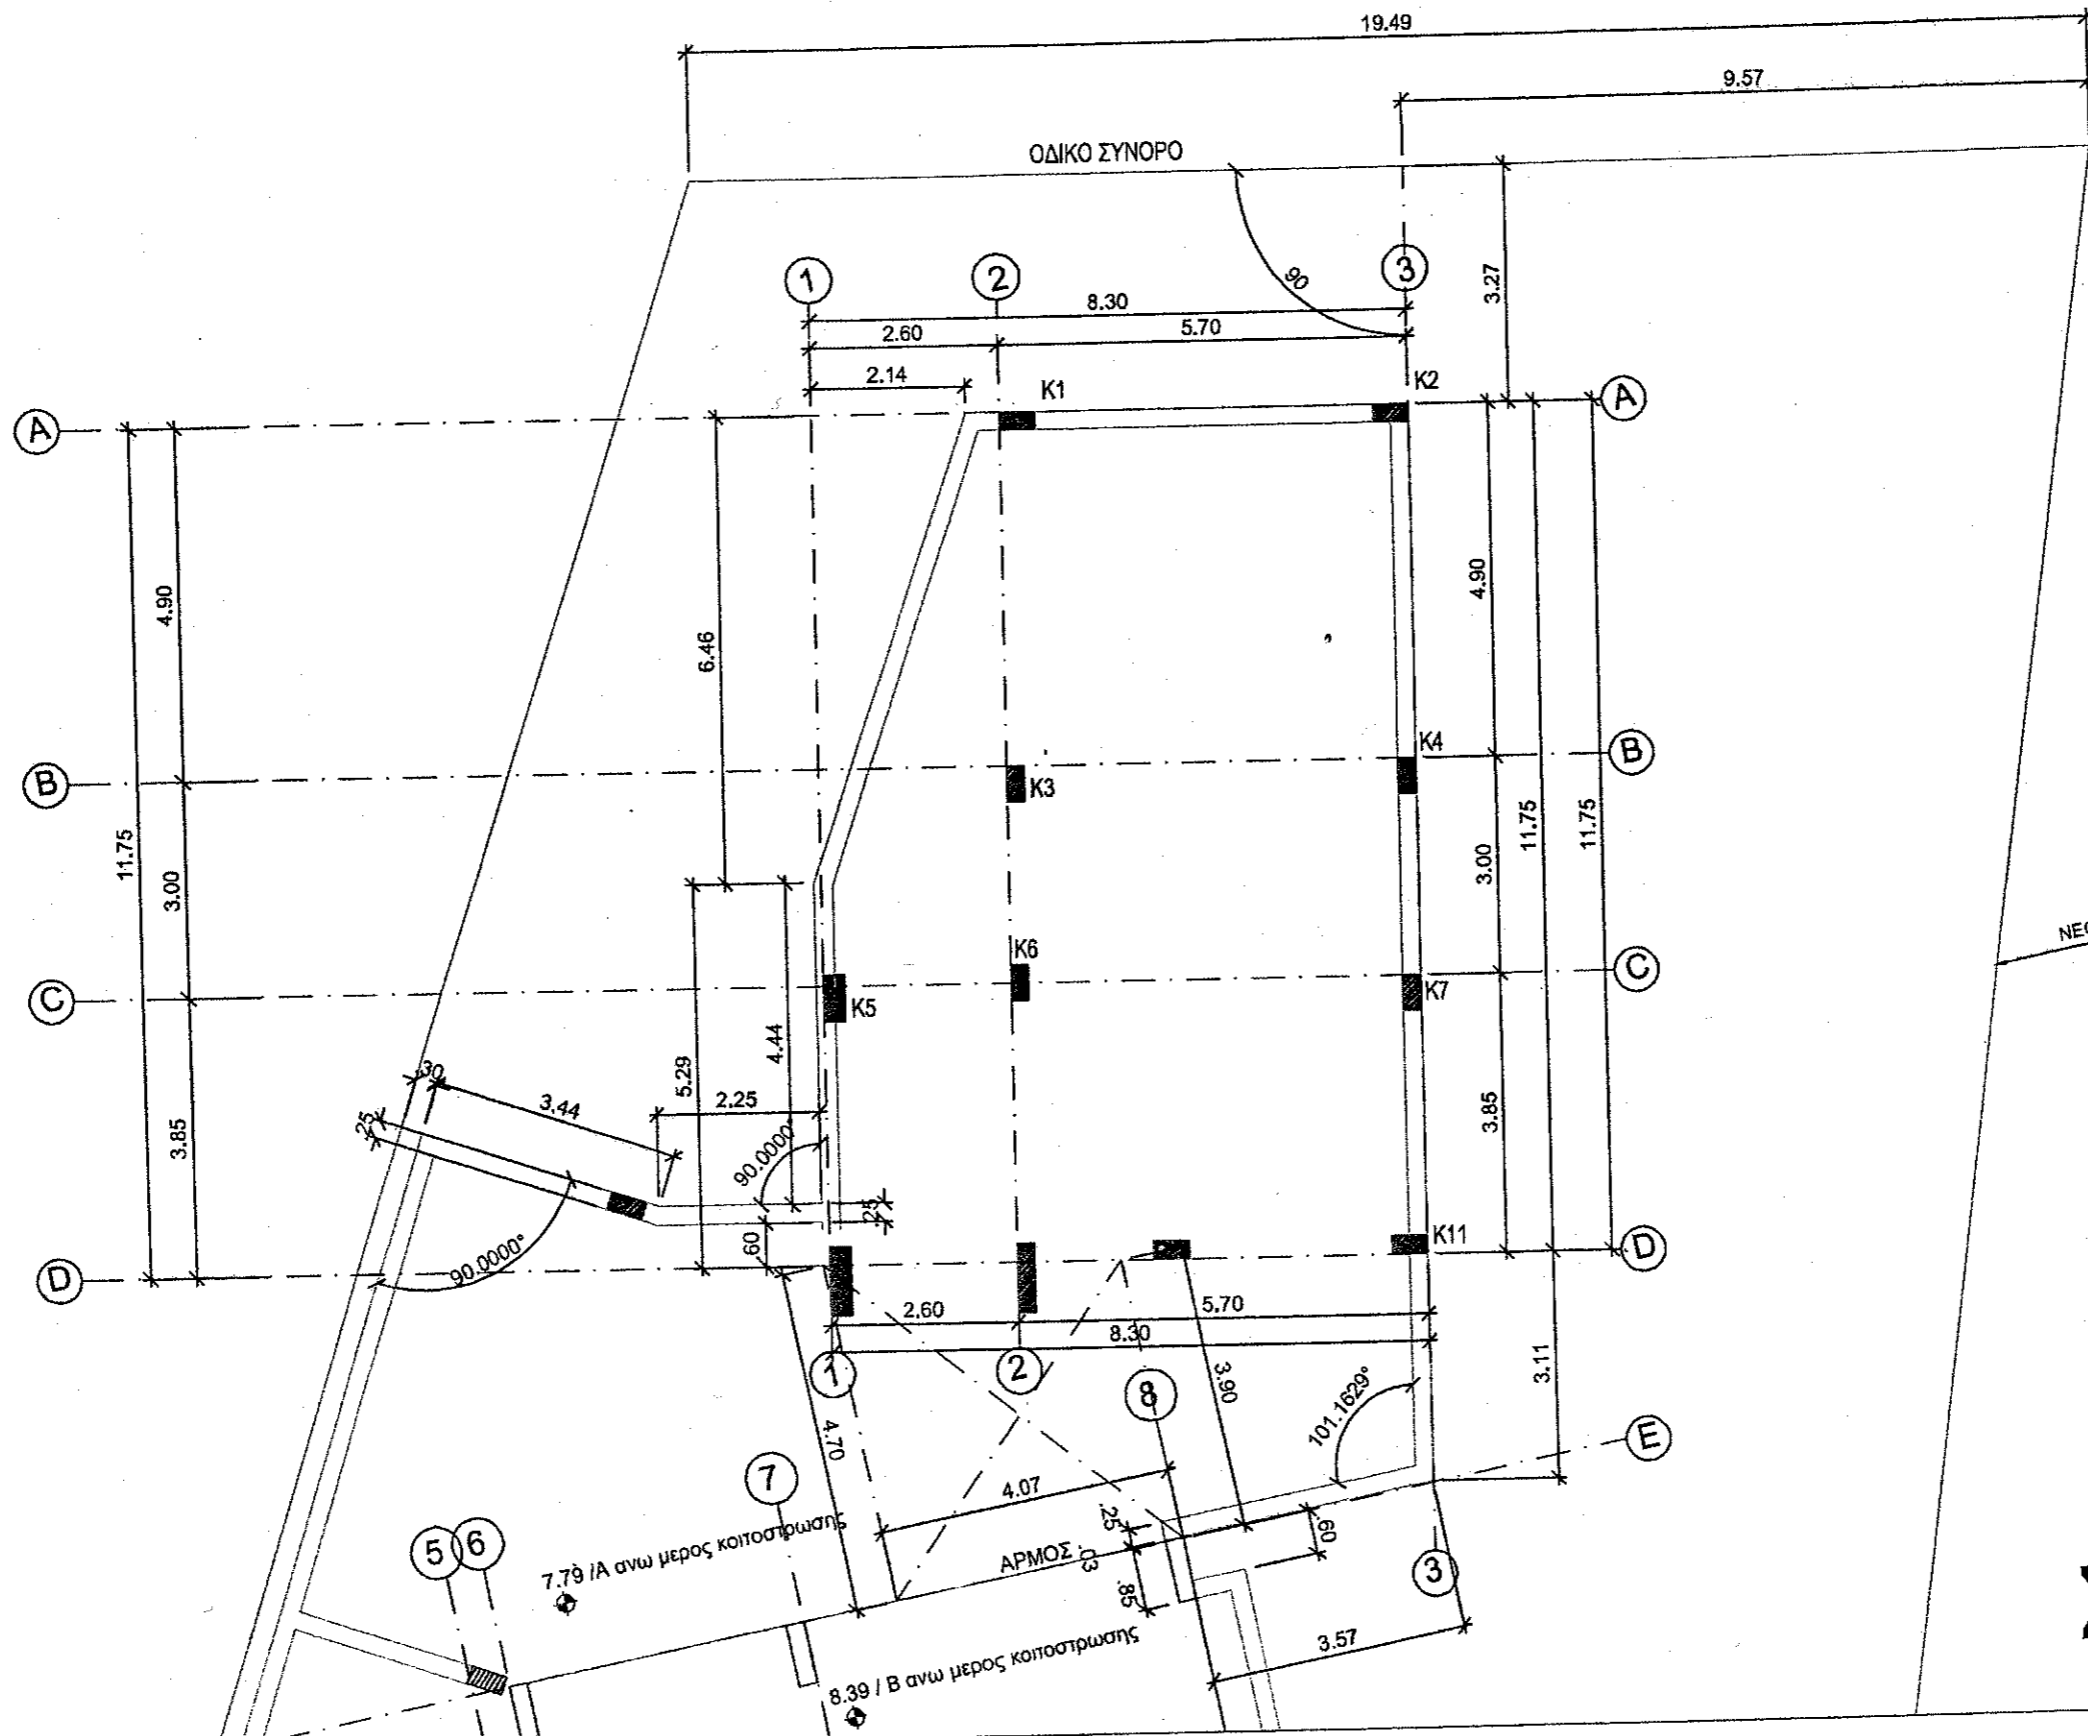 19.49
9.57
ΟΔΙΚΟ ΣΥΝΟΡΟ
1
2
3
90
3.27
8.30
2.60
5.70
2.14
K1
K2
A
A
4.90
6.46
4.90
B
K3
K4
B
11.75
3.00
3.00
11.75
11.75
C
K5
K6
K7
C
ΝΕΟ
5.29
4.44
.30
3.44
2.25
.25
90.0000°
3.85
3.85
.25
.60
90.0000°
K11
D
D
2.60
5.70
8.30
1
2
8
3.90
101.1629°
3.11
E
4.70
7
4.07
5
6
7.79 /Α ανω μερος κοιτοστρωσης
ΑΡΜΟΣ .03
.25
.60
.85
3
3.57
8.39 / Β ανω μερος κοιτοστρωσης